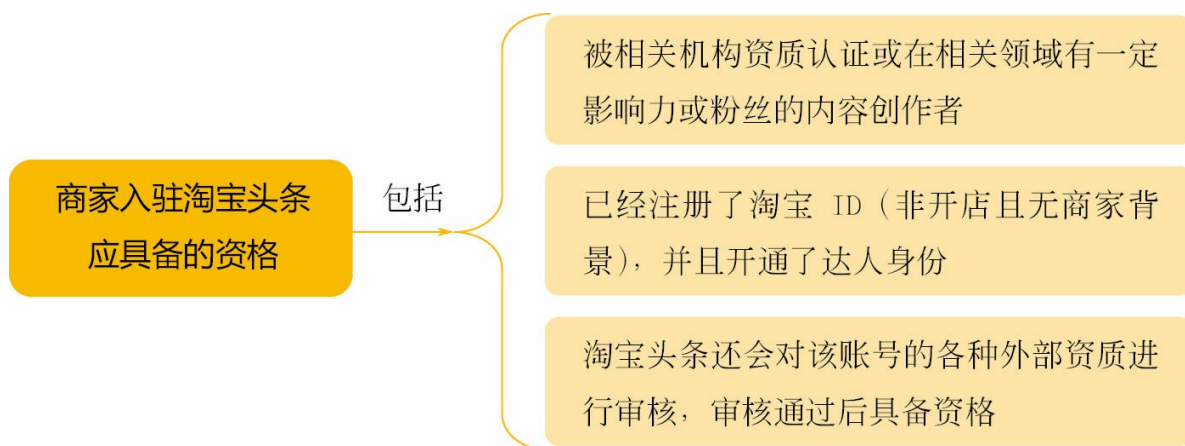 商家入驻淘宝头条
应具备的资格
包括
被相关机构资质认证或在相关领域有一定
影响力或粉丝的内容创作者
已经注册了淘宝 ID（非开店且无商家背
景），并且开通了达人身份
淘宝头条还会对该账号的各种外部资质进
行审核，审核通过后具备资格